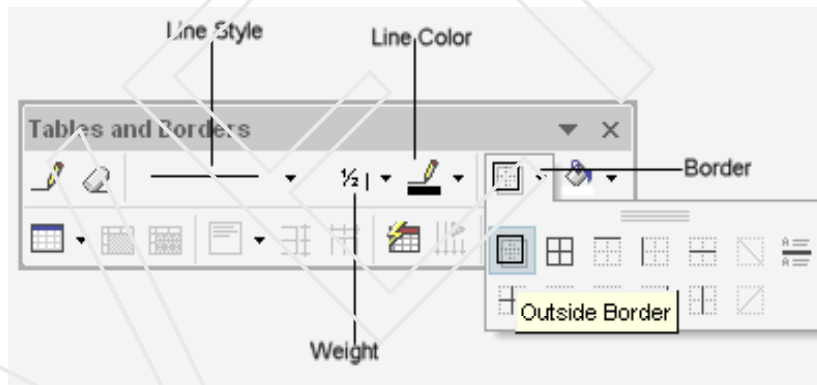 Line Style
Line Color
Tables and Borders
½
Border
Outside Border
Weight